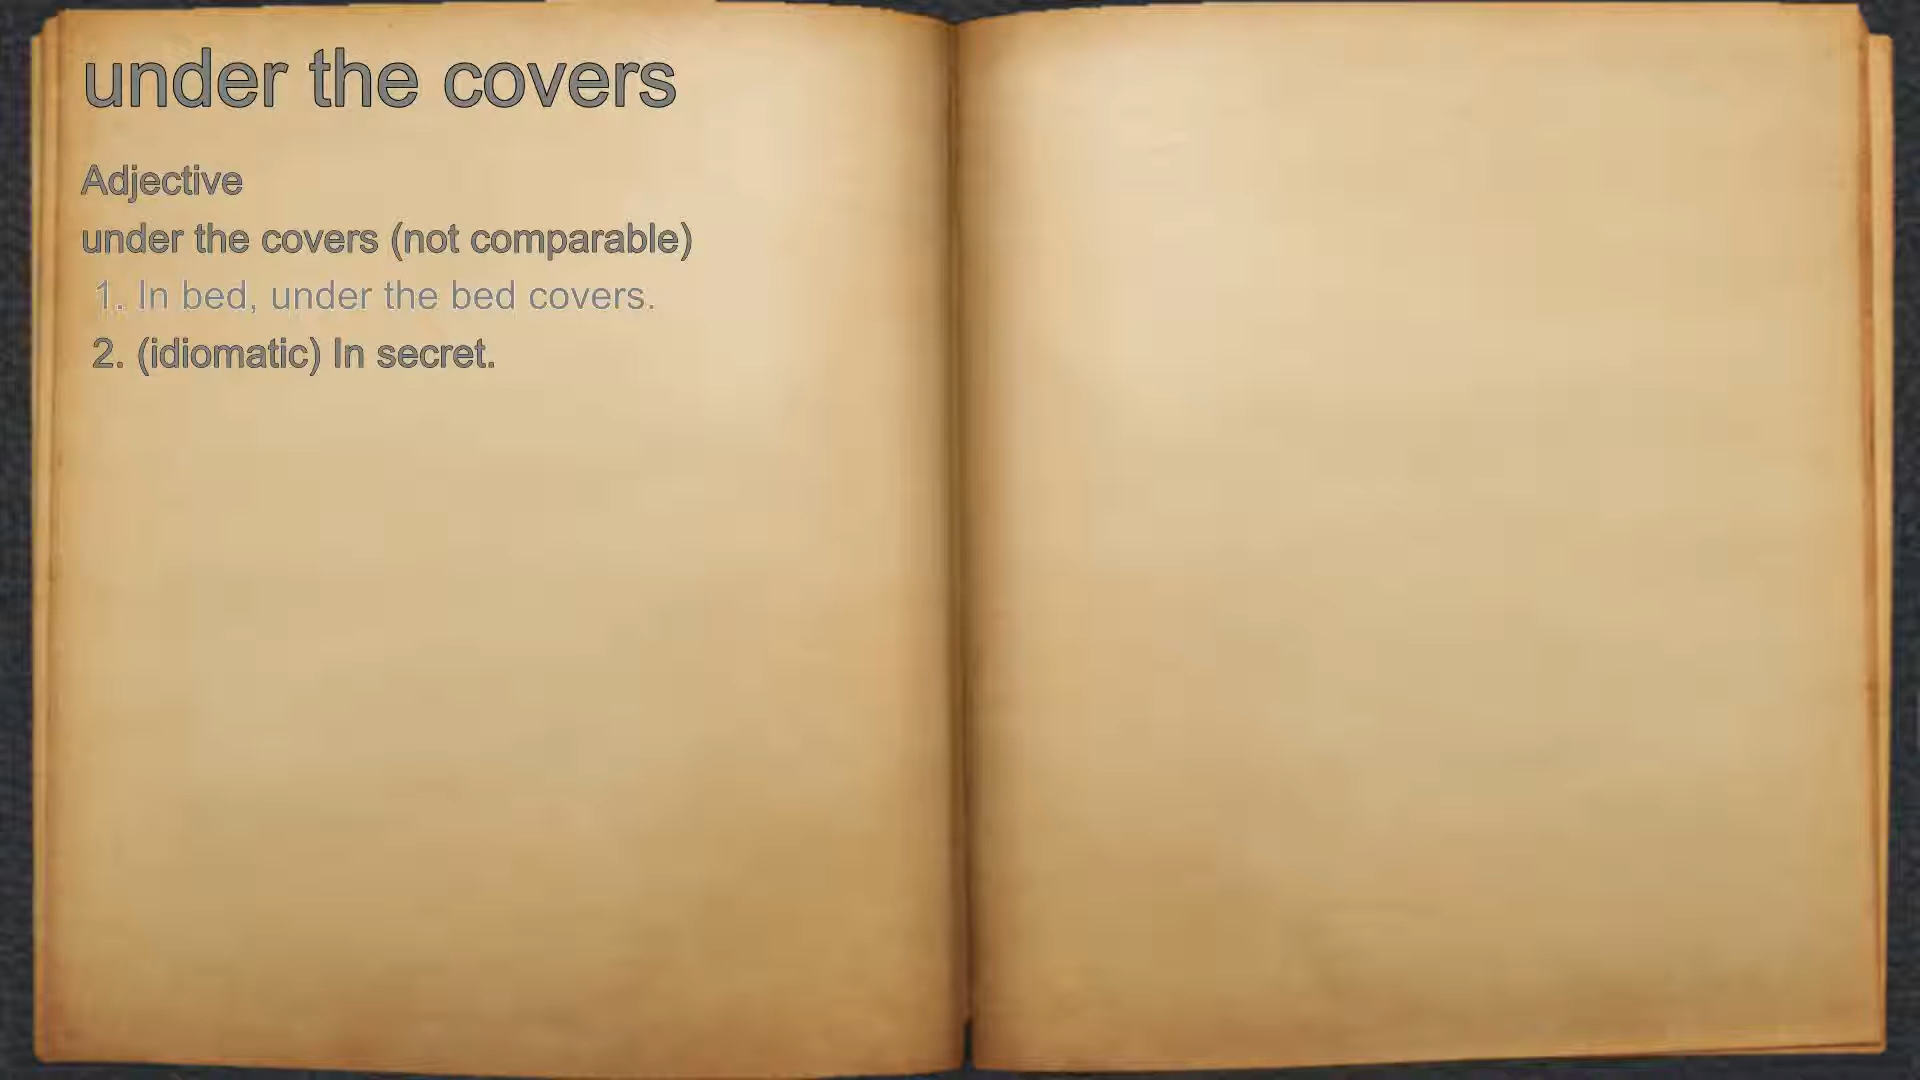 under the covers
Adjective
under the covers (not comparable)
1. In bed, under the bed covers.
2. (idiomatic) In secret.